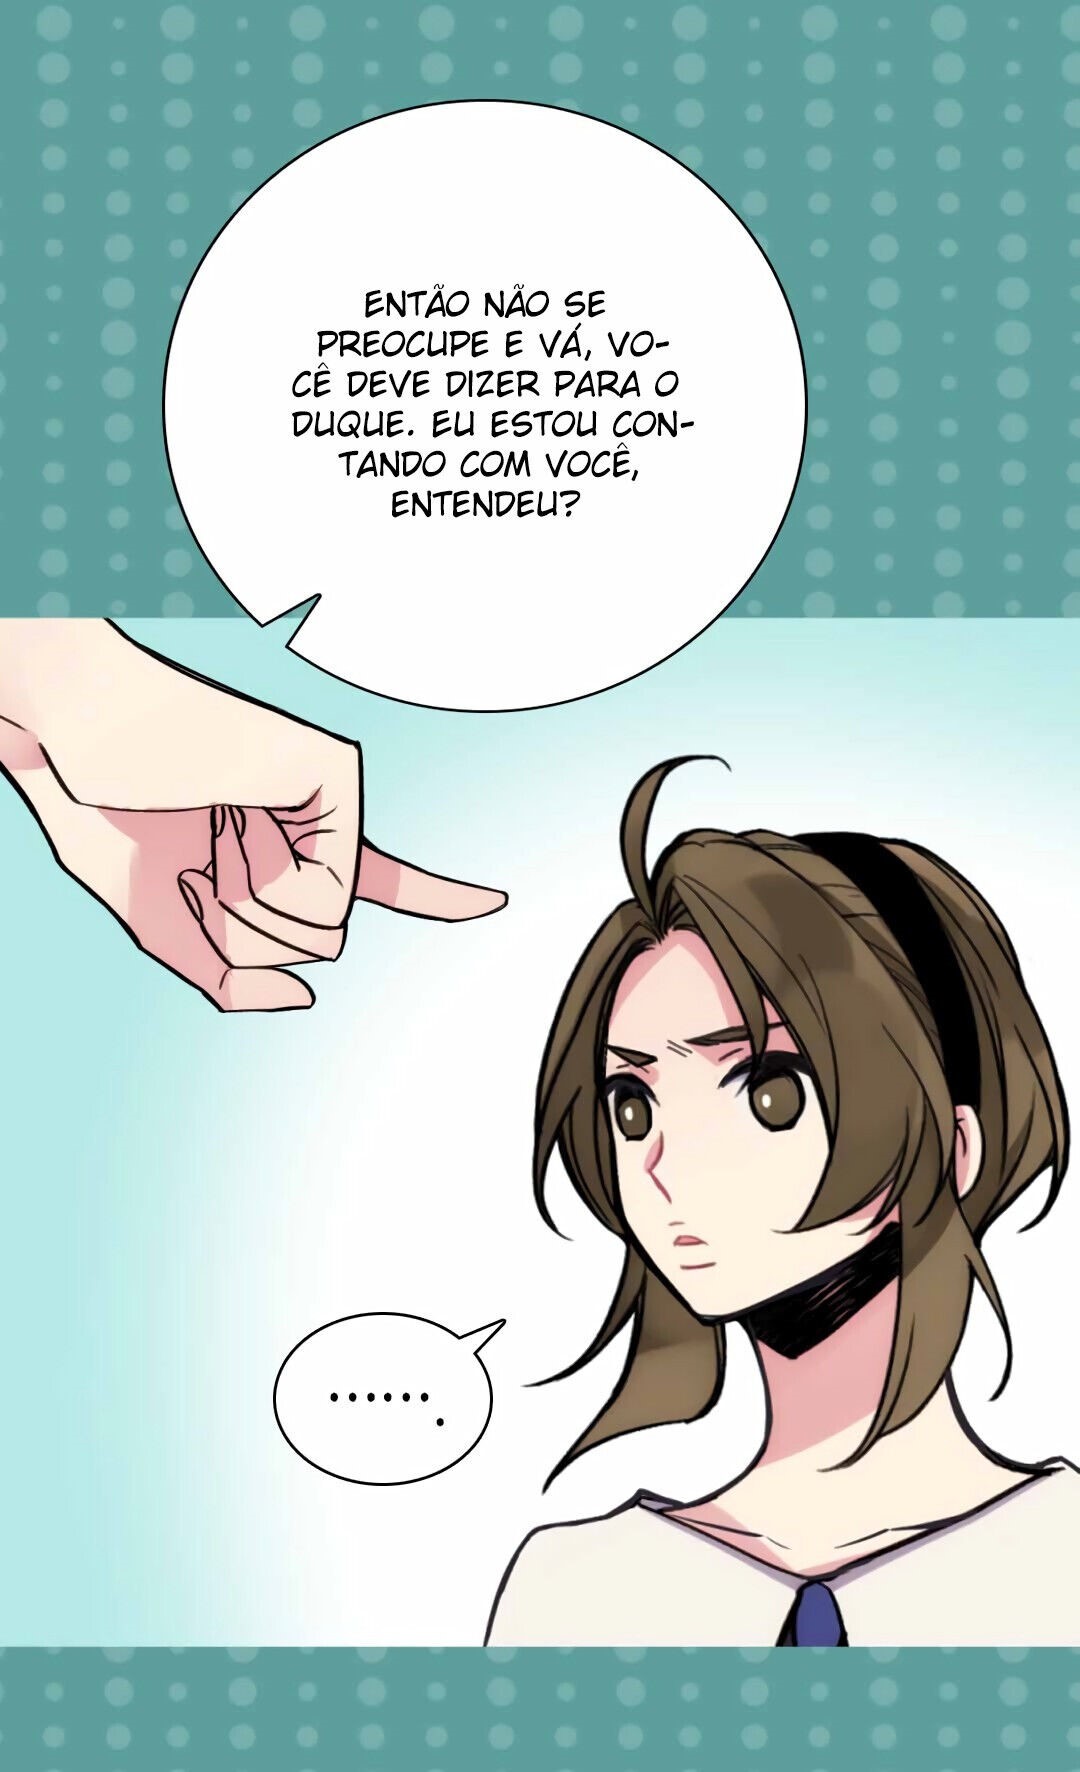 ENTÃO NÃO SE
PREOCUPE E VÁ, VO-
CÊ DEVE DIZER PARA O
DUQUE. EU ESTOU CON-
TANDO COM VOCÊ,
ENTENDEU?
.......